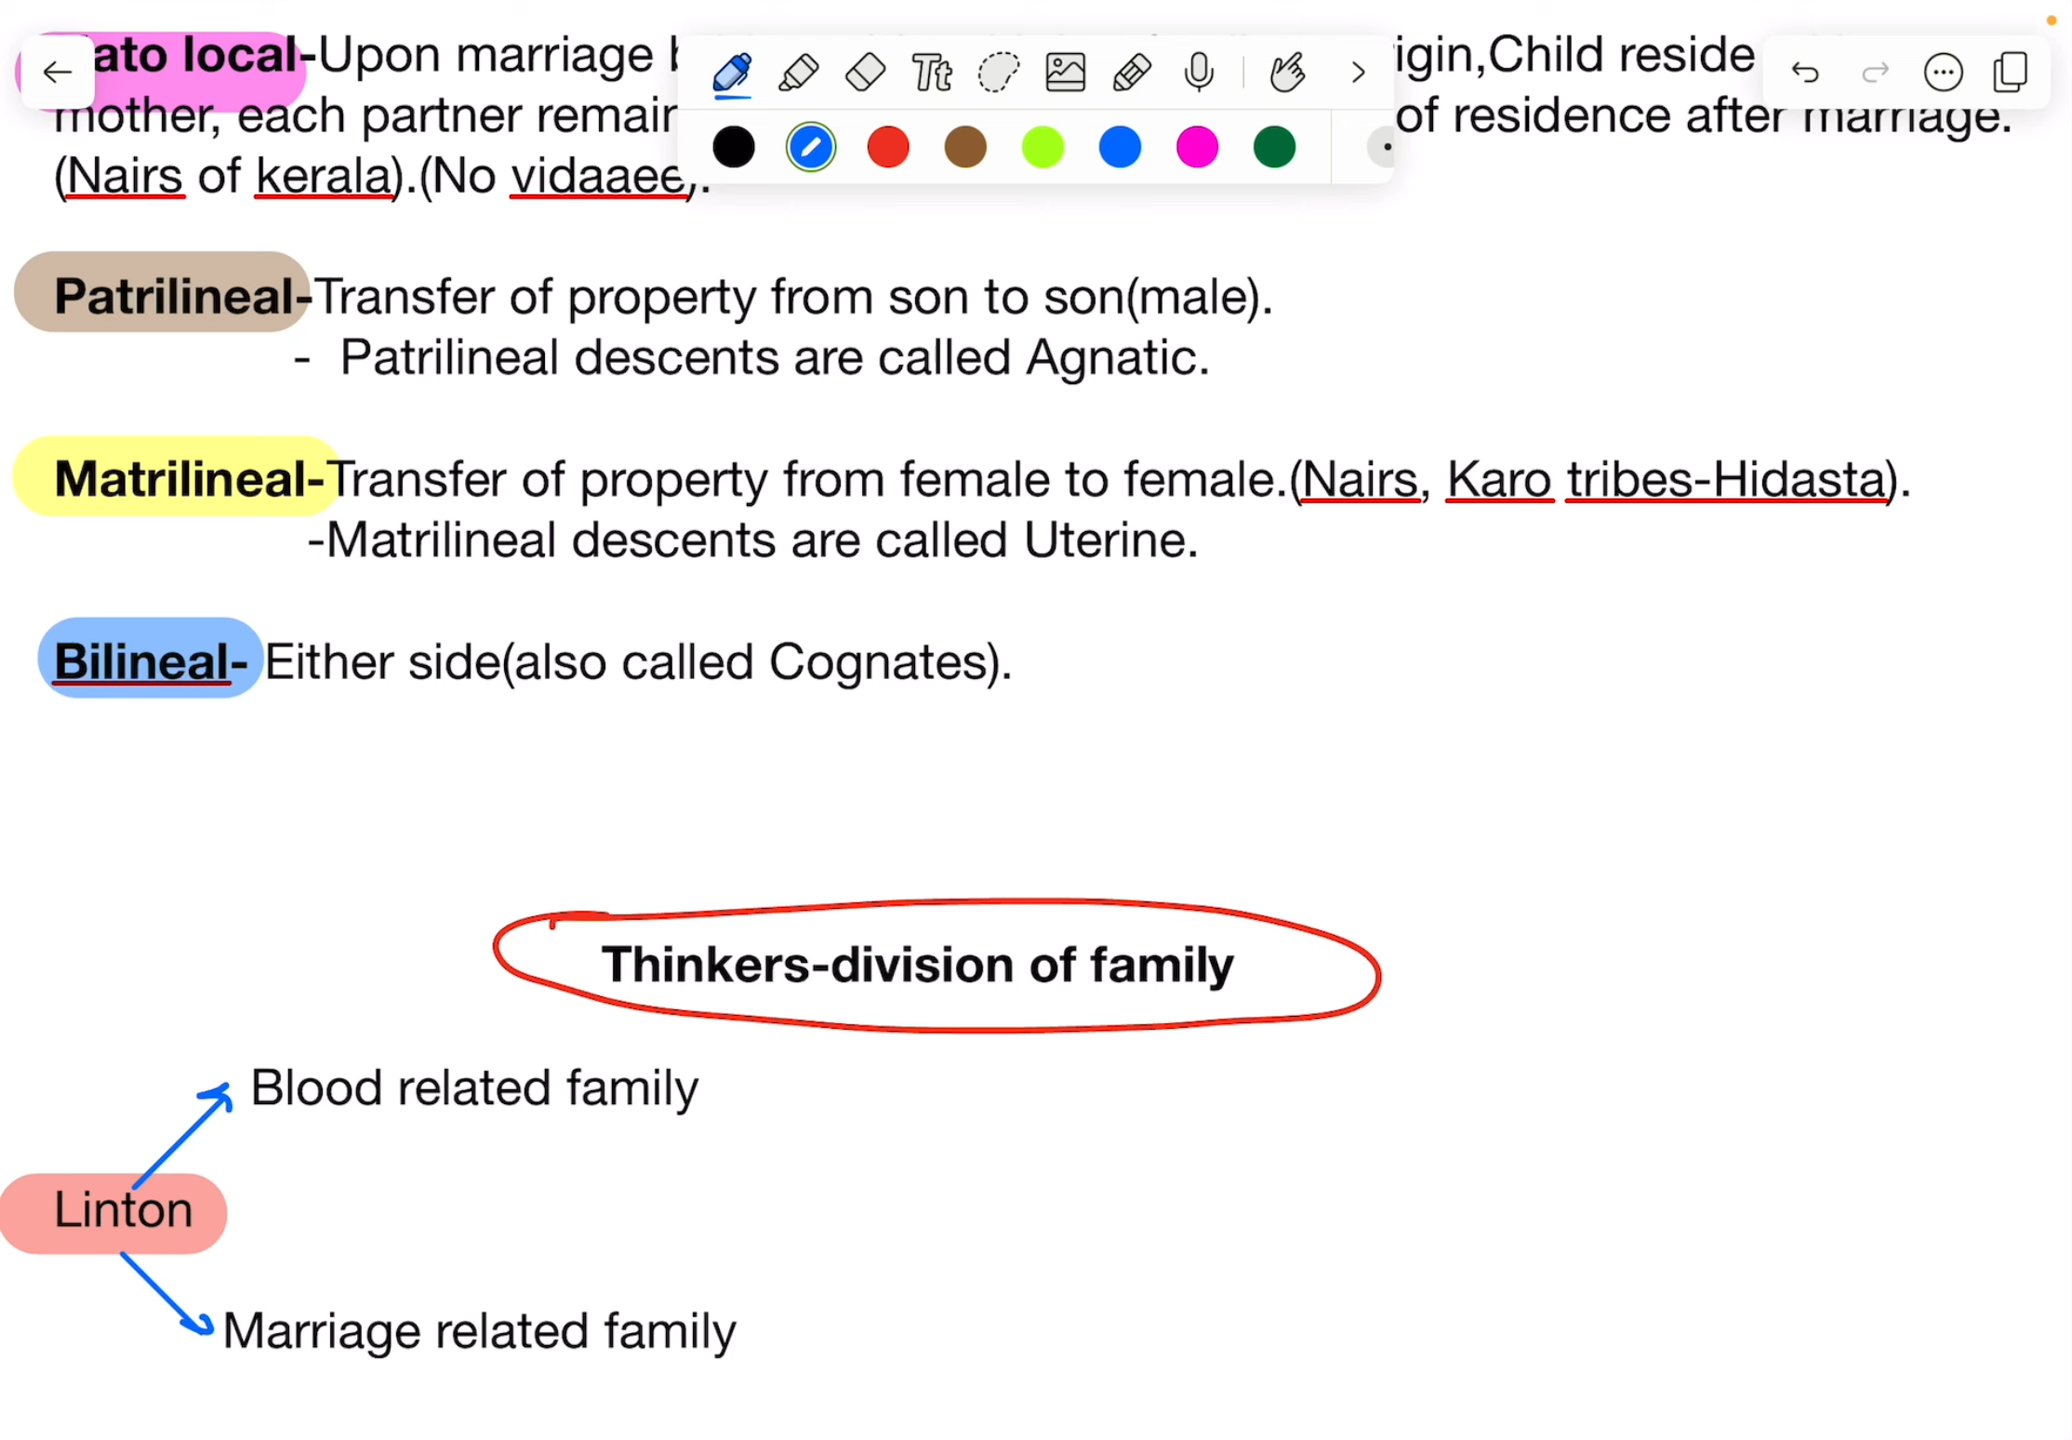 ato local-Upon marriage igin,Child reside
mother, each partner remain of residence after marriage.
(Nairs of kerala).(No vidaaee).
Patrilineal-Transfer of property from son to son(male).
- Patrilineal descents are called Agnatic.
Matrilineal-Transfer of property from female to female.(Nairs, Karo tribes-Hidasta).
-Matrilineal descents are called Uterine.
Bilineal- Either side(also called Cognates).
Thinkers-division of family
Blood related family
Linton
Marriage related family